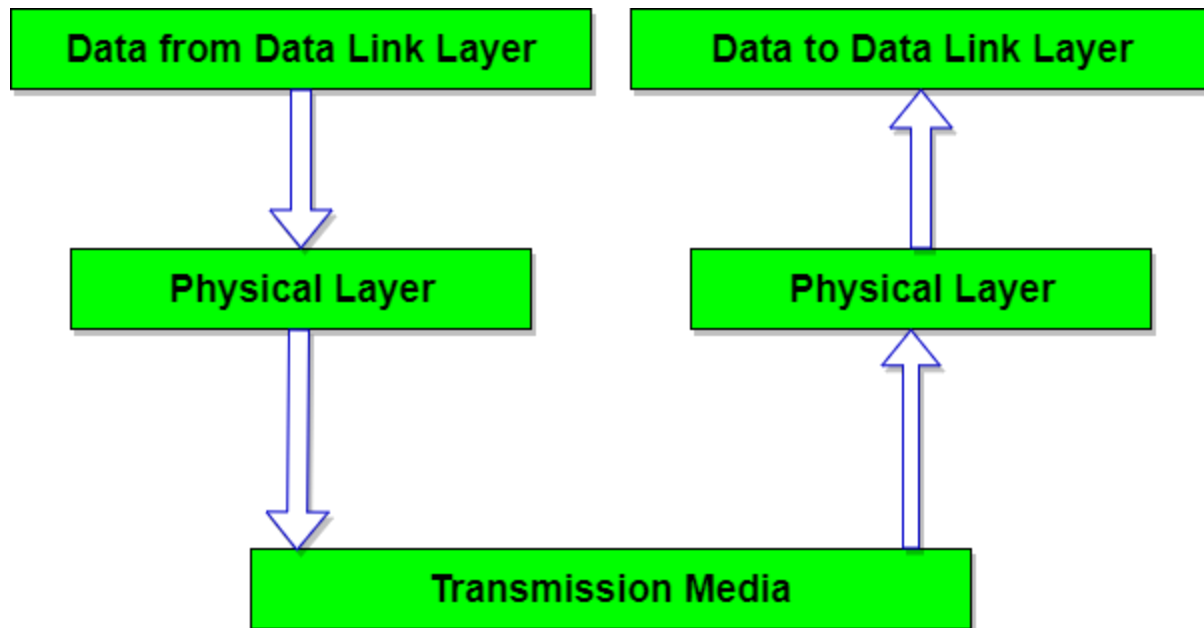 Data from Data Link Layer
Data to Data Link Layer
Physical Layer
Physical Layer
Transmission Media